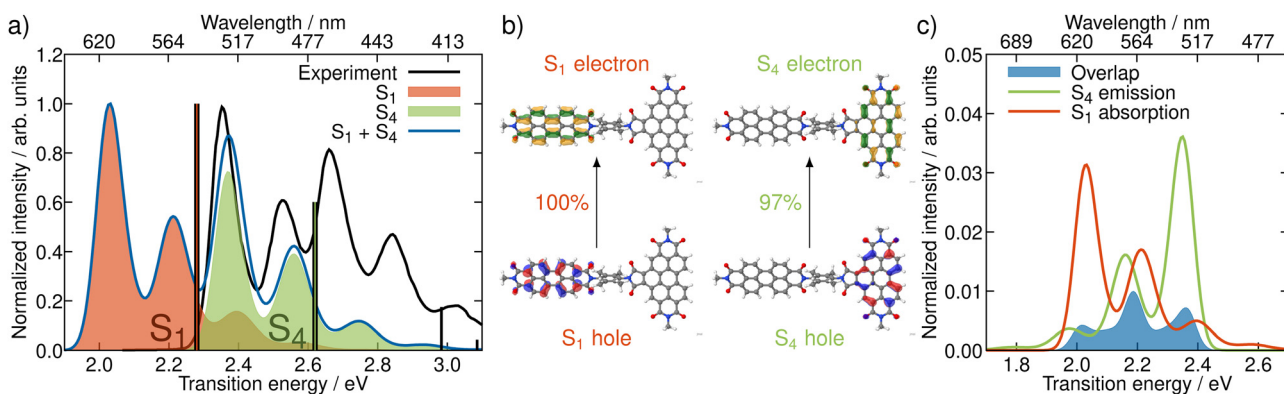 a)
Wavelength / nm
620 564 517 477 443 413
Normalized intensity / arb. units
1.2
1.0
0.8
0.6
0.4
0.2
0.0
Experiment
S1
S4
S1 + S4
S1 S4
2.0 2.2 2.4 2.6 2.8 3.0
Transition energy / eV
b)
S1 electron S4 electron
100% 97%
S1 hole S4 hole
c)
Wavelength / nm
689 620 564 517 477
Normalized intensity / arb. units
0.05
0.04
0.03
0.02
0.01
0.00
Overlap
S4 emission
S1 absorption
1.8 2.0 2.2 2.4 2.6
Transition energy / eV